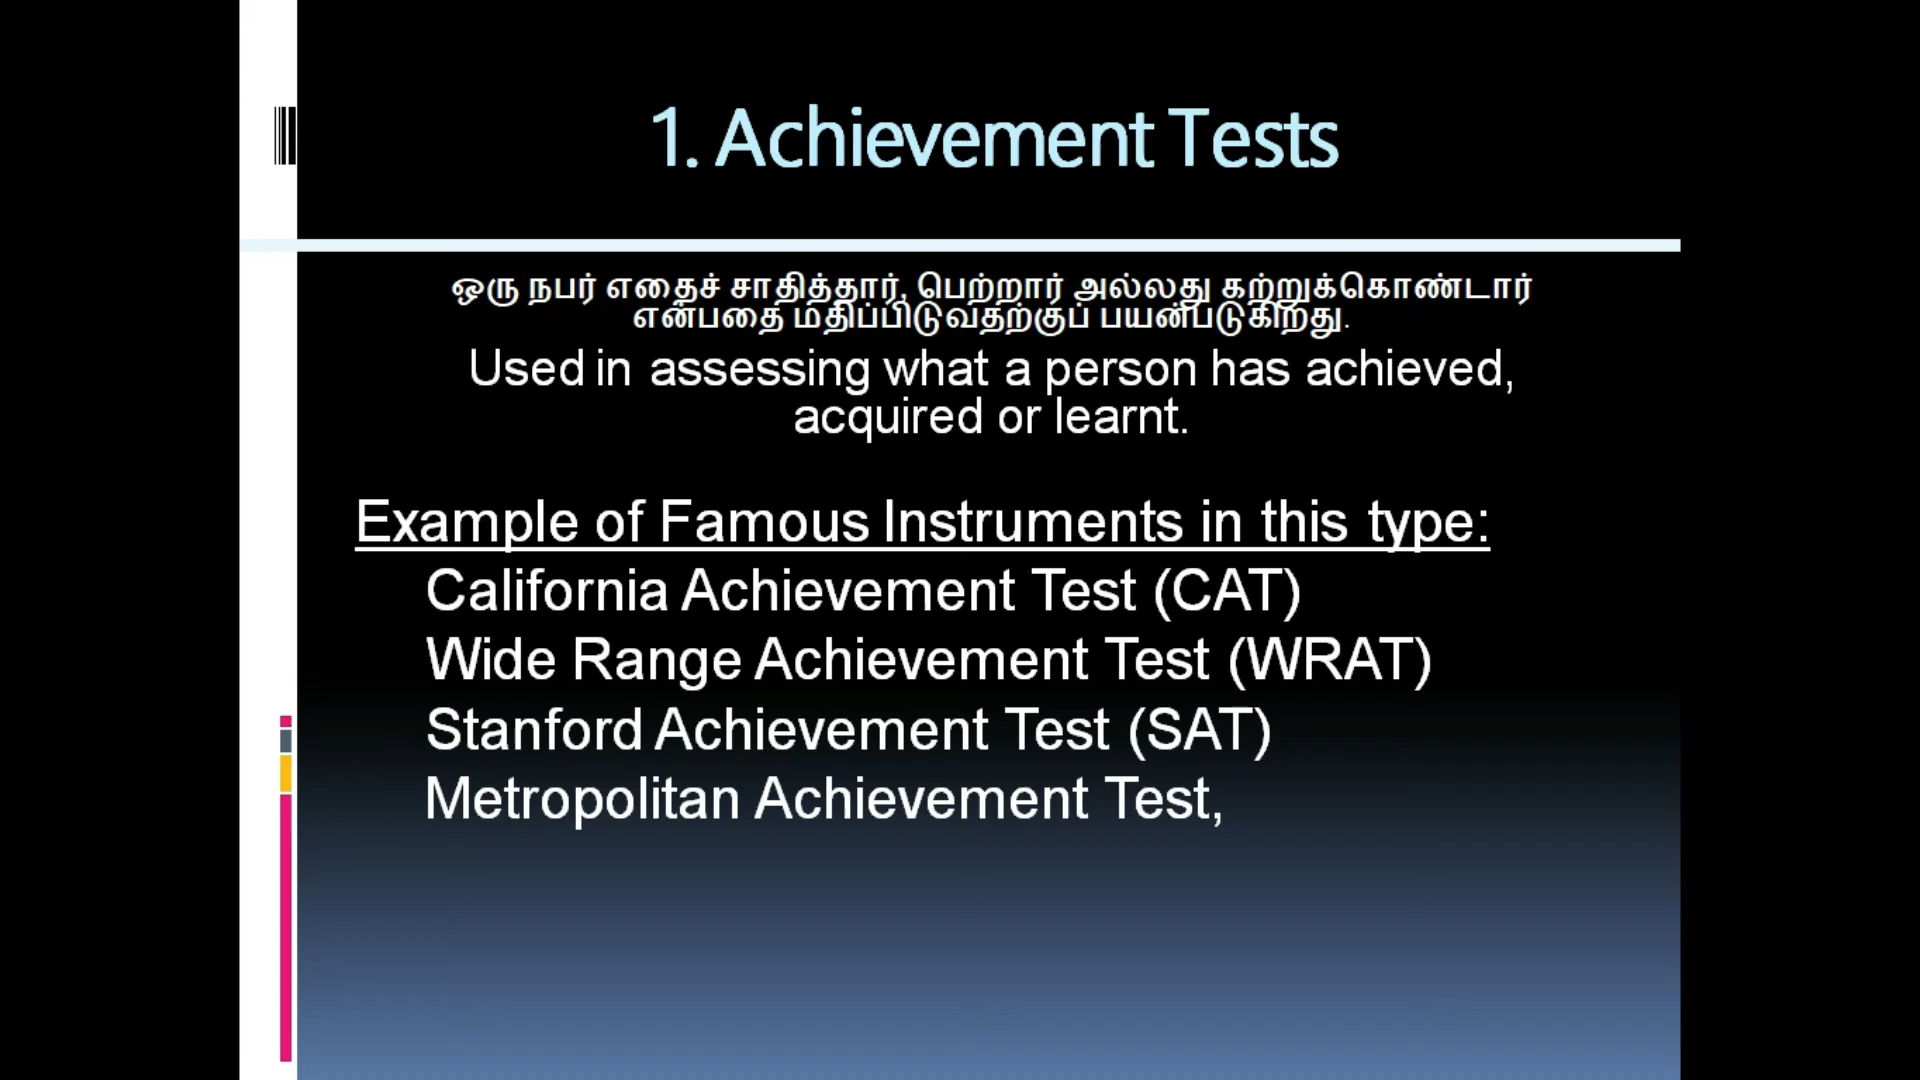 1. Achievement Tests
ஒரு நபர் எதைச் சாதித்தார், பெற்றார் அல்லது கற்றுக்கொண்டார்
என்பதை மதிப்பிடுவதற்குப் பயன்படுகிறது.
Used in assessing what a person has achieved,
acquired or learnt.
Example of Famous Instruments in this type:
California Achievement Test (CAT)
Wide Range Achievement Test (WRAT)
Stanford Achievement Test (SAT)
Metropolitan Achievement Test,